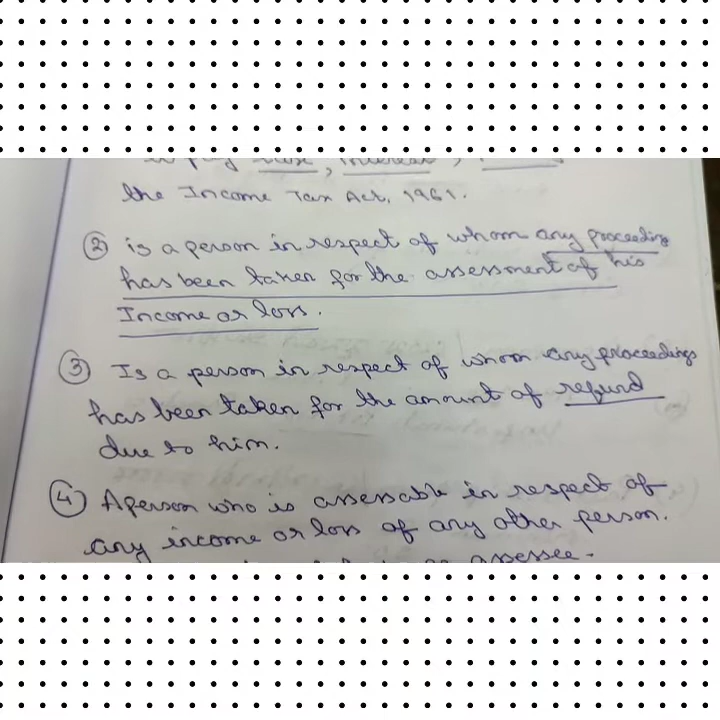 the Income Tax Act, 1961.
② is a person in respect of whom any proceeding
has been taken for the assessment of his
Income or loss.
③ Is a person in respect of whom any proceedings
has been taken for the amount of refund
due to him.
④ A person who is assessable in respect of
any income or loss of any other person.
assessee.